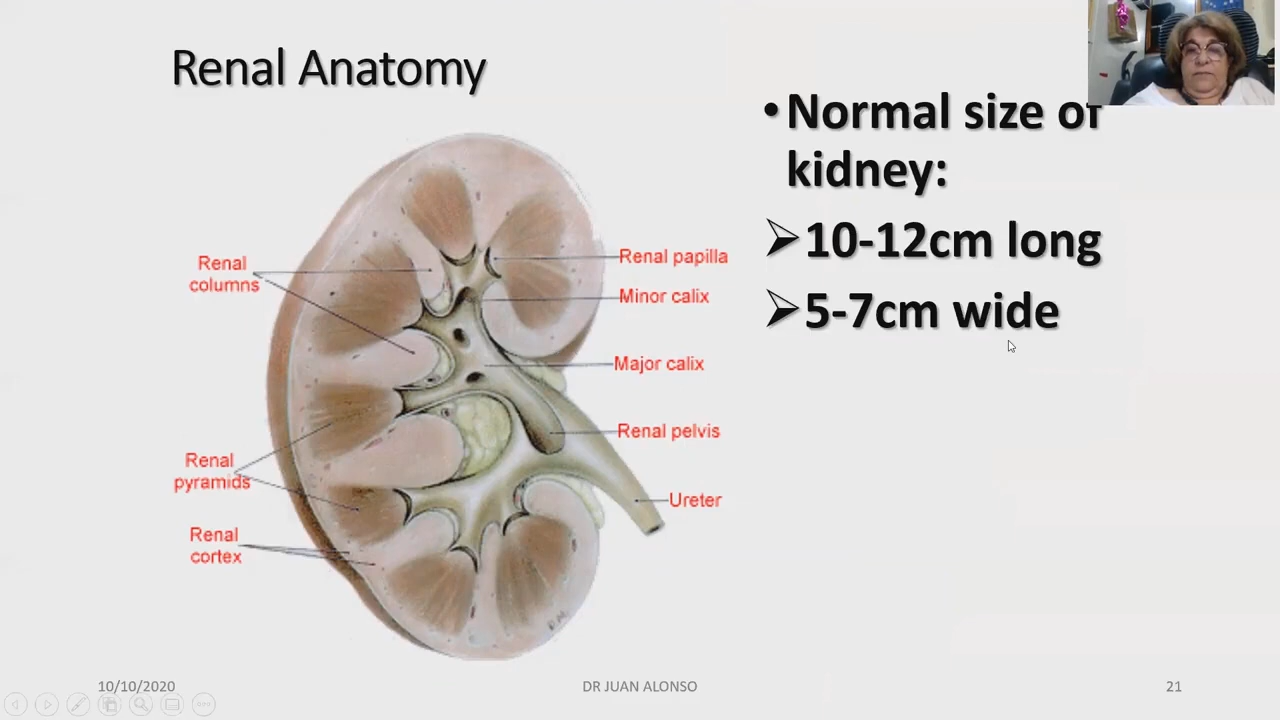 Renal Anatomy
• Normal size of
kidney:
➢ 10-12cm long
➢ 5-7cm wide
Renal
columns
Renal
pyramids
Renal
cortex
Renal papilla
Minor calix
Major calix
Renal pelvis
Ureter
10/10/2020
DR JUAN ALONSO
21